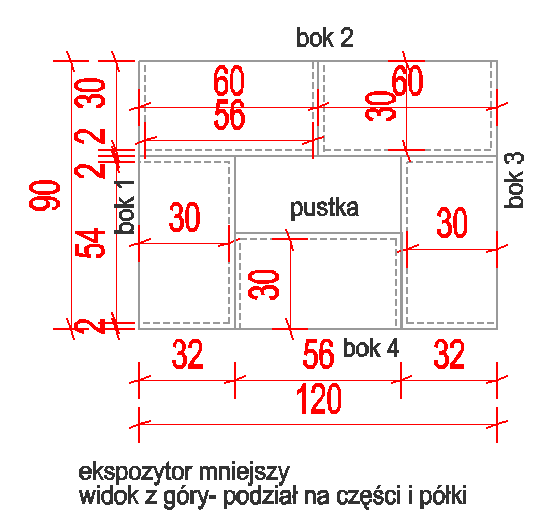 bok 2
30
60
60
56
30
2
2
90
bok 1
bok 3
30
pustka
30
54
30
2
32
56
bok 4
32
120
ekspozytor mniejszy
widok z góry- podział na części i półki